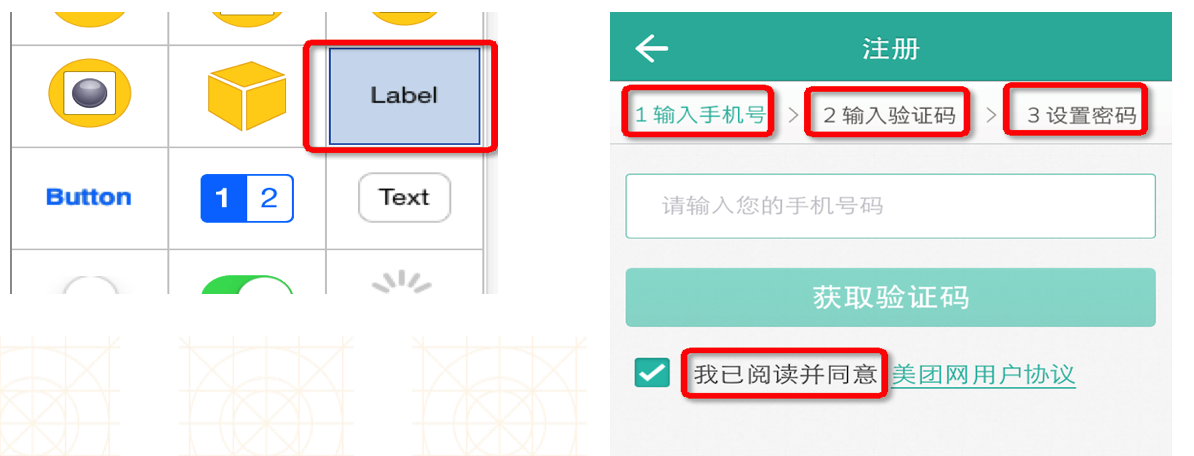 Label
Button
1 2
Text
注册
1 输入手机号 > 2 输入验证码 > 3 设置密码
请输入您的手机号码
获取验证码
我已阅读并同意 美团网用户协议